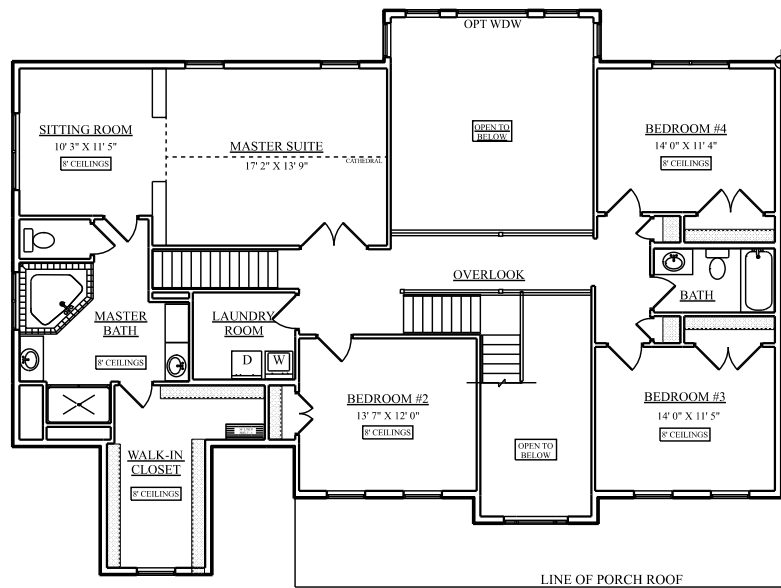 OPT WDW
SITTING ROOM
10' 3" X 11' 5"
8' CEILINGS
MASTER SUITE
17' 2" X 13' 9"
CATHEDRAL
OPEN TO
BELOW
BEDROOM #4
14' 0" X 11' 4"
8' CEILINGS
OVERLOOK
BATH
MASTER
BATH
8' CEILINGS
LAUNDRY
ROOM
D
W
BEDROOM #2
13' 7" X 12' 0"
8' CEILINGS
BEDROOM #3
14' 0" X 11' 5"
8' CEILINGS
OPEN TO
BELOW
WALK-IN
CLOSET
8' CEILINGS
LINE OF PORCH ROOF